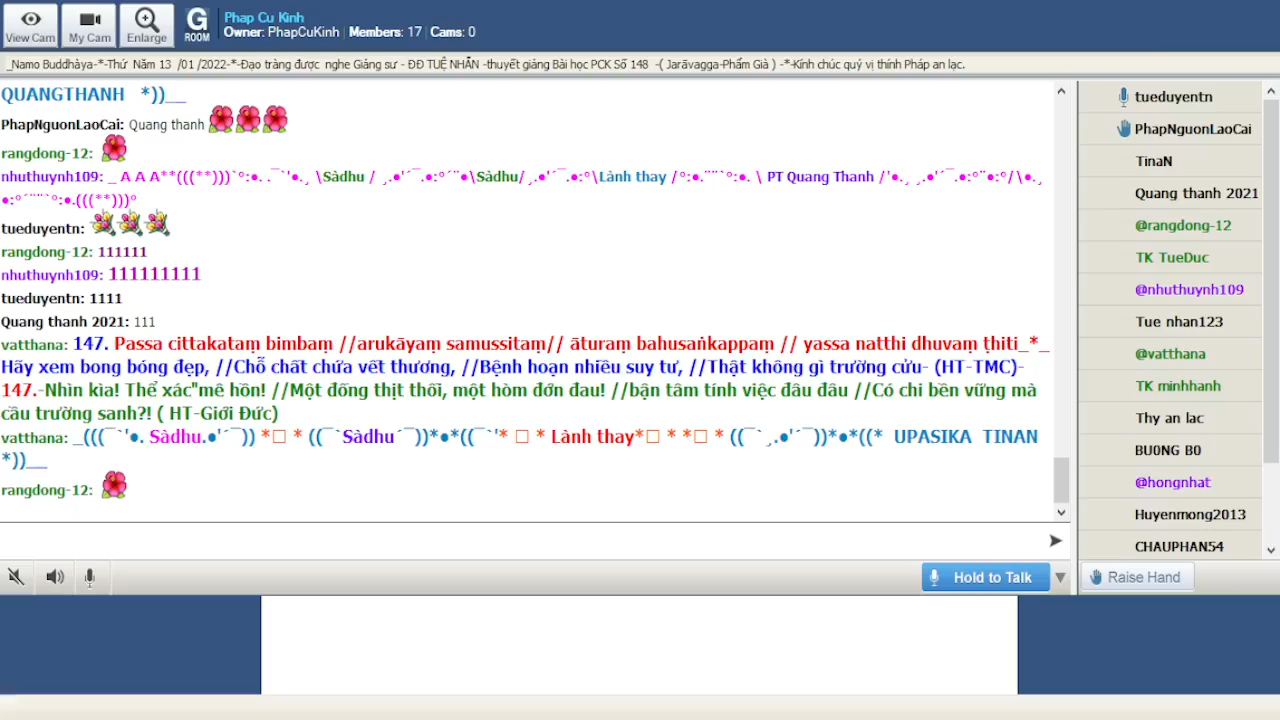 View Cam
My Cam
Enlarge
G
ROOM
Phap Cu Kinh
Owner: PhapCuKinh | Members: 17 | Cams: 0
_Namo Buddhàya-*-Thứ Năm 13 /01 /2022-*-Đạo tràng được nghe Giảng sư - ĐĐ TUỆ NHẪN -thuyết giảng Bài học PCK Số 148 -( Jarāvagga-Phẩm Già ) -*-Kính chúc quý vị thính Pháp an lạc.
QUANGTHANH *))__
PhapNguonLaoCai: Quang thanh
rangdong-12:
nhuthuynh109: _ A A A**(((**)))`°:•. .¯`'•.¸ \Sàdhu / ¸.•'´¯.•:°´¨•\Sàdhu/¸.•'´¯.•:°\Lành thay /°:•.¨¨`°:•. \ PT Quang Thanh /'•.¸ ¸.•'´¯.•:°¨•:°/\•.¸
•:°´¨¨`°:•.(((**)))°
tueduyentn:
rangdong-12: 111111
nhuthuynh109: 111111111
tueduyentn: 1111
Quang thanh 2021: 111
vatthana: 147. Passa cittakataṃ bimbaṃ //arukāyaṃ samussitaṃ// āturaṃ bahusaṅkappaṃ // yassa natthi dhuvaṃ ṭhiti_*_
Hãy xem bong bóng đẹp, //Chỗ chất chứa vết thương, //Bệnh hoạn nhiều suy tư, //Thật không gì trường cửu- (HT-TMC)-
147.-Nhìn kìa! Thể xác"mê hồn! //Một đống thịt thối, một hòm đớn đau! //bận tâm tính việc đâu đâu //Có chi bền vững mà
cầu trường sanh?! ( HT-Giới Đức)
vatthana: _(((¯`'•. Sàdhu.•'´¯)) *□ * ((¯`Sàdhu´¯))*•*((¯`'* □ * Lành thay*□ * *□ * ((¯`¸.•'´¯))*•*((* UPASIKA TINAN
*))__
rangdong-12:
Hold to Talk
tueduyentn
PhapNguonLaoCai
TinaN
Quang thanh 2021
@rangdong-12
TK TueDuc
@nhuthuynh109
Tue nhan123
@vatthana
TK minhhanh
Thy an lac
BU0NG B0
@hongnhat
Huyenmong2013
CHAUPHAN54
Raise Hand